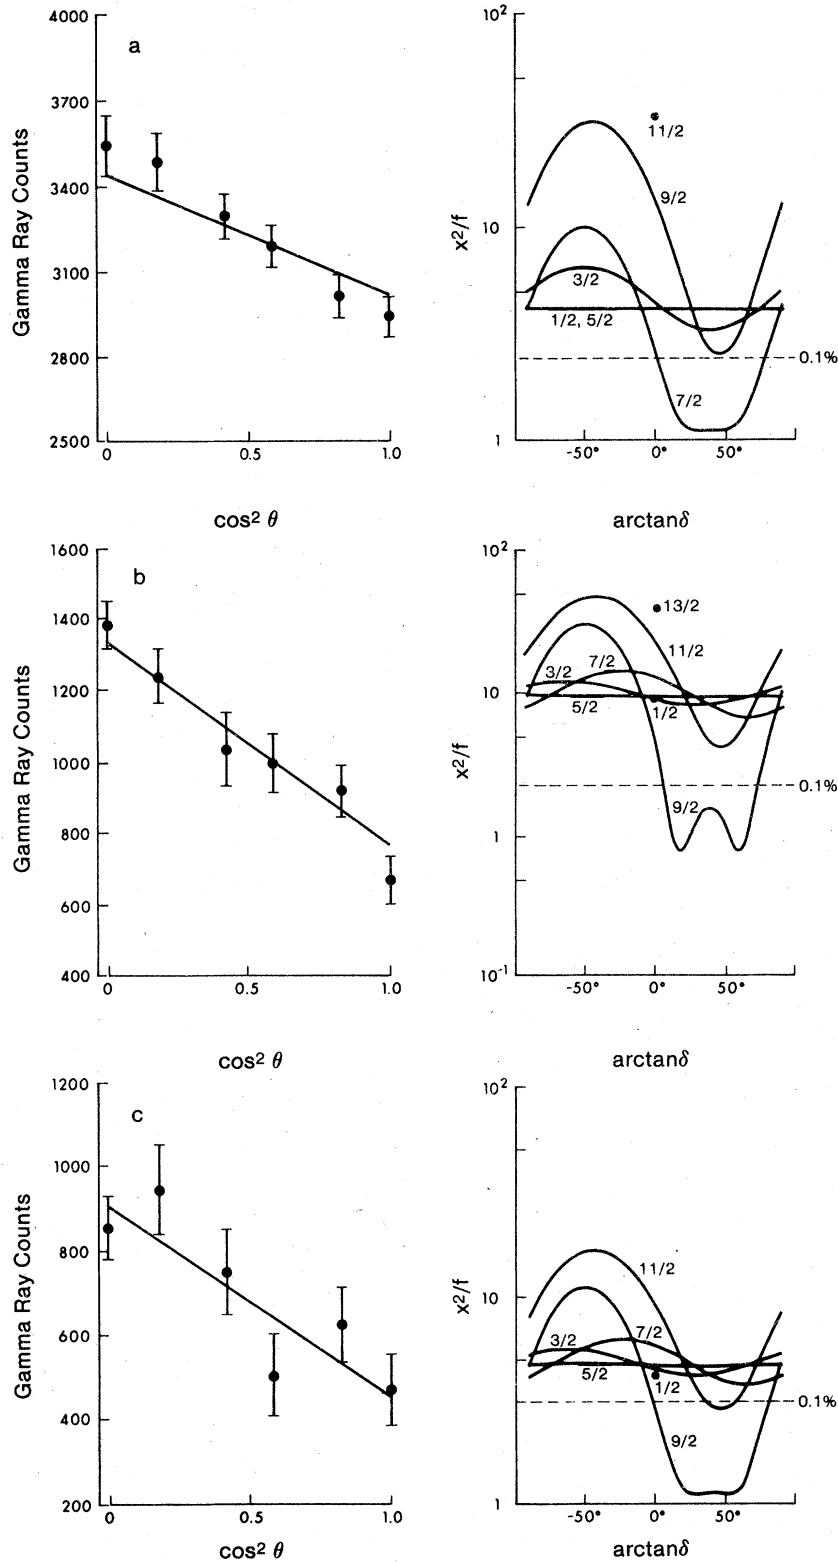 a
4000
3700
3400
3100
2800
2500
Gamma Ray Counts
0 0.5 1.0
cos² θ
10²
10
1
x²/f
11/2
9/2
3/2
1/2, 5/2
0.1%
7/2
-50° 0° 50°
arctanδ
b
1600
1400
1200
1000
800
600
400
Gamma Ray Counts
0 0.5 1.0
cos² θ
10²
10
1
10⁻¹
x²/f
13/2
11/2
7/2
3/2
5/2
1/2
0.1%
9/2
-50° 0° 50°
arctanδ
c
1200
1000
800
600
400
200
Gamma Ray Counts
0 0.5 1.0
cos² θ
10²
10
1
x²/f
11/2
7/2
3/2
5/2
1/2
0.1%
9/2
-50° 0° 50°
arctanδ